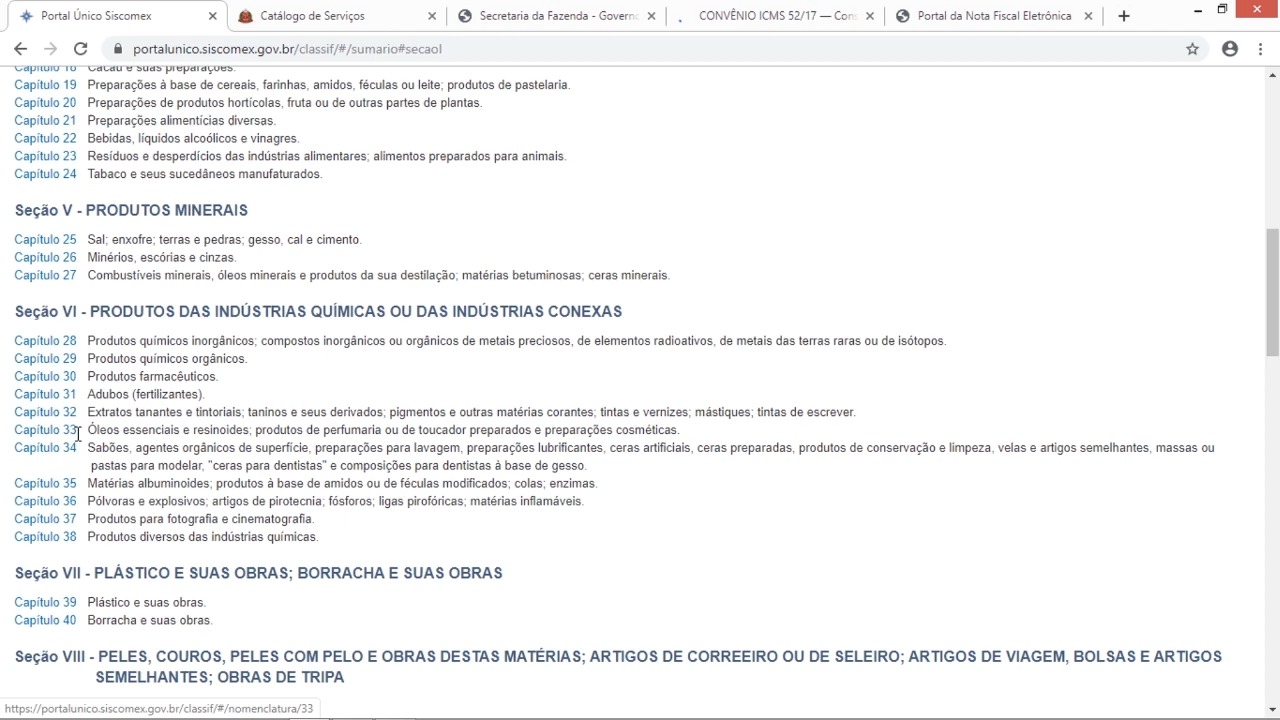 Portal Único Siscomex
Catálogo de Serviços
Secretaria da Fazenda - Governo
CONVÊNIO ICMS 52/17 — Con
Portal da Nota Fiscal Eletrônica
portalunico.siscomex.gov.br/classif/#/sumario#secaoI
Capítulo 18 Cacau e suas preparações.
Capítulo 19 Preparações à base de cereais, farinhas, amidos, féculas ou leite; produtos de pastelaria.
Capítulo 20 Preparações de produtos hortícolas, fruta ou de outras partes de plantas.
Capítulo 21 Preparações alimentícias diversas.
Capítulo 22 Bebidas, líquidos alcoólicos e vinagres.
Capítulo 23 Resíduos e desperdícios das indústrias alimentares; alimentos preparados para animais.
Capítulo 24 Tabaco e seus sucedâneos manufaturados.
Seção V - PRODUTOS MINERAIS
Capítulo 25 Sal; enxofre; terras e pedras; gesso, cal e cimento.
Capítulo 26 Minérios, escórias e cinzas.
Capítulo 27 Combustíveis minerais, óleos minerais e produtos da sua destilação; matérias betuminosas; ceras minerais.
Seção VI - PRODUTOS DAS INDÚSTRIAS QUÍMICAS OU DAS INDÚSTRIAS CONEXAS
Capítulo 28 Produtos químicos inorgânicos; compostos inorgânicos ou orgânicos de metais preciosos, de elementos radioativos, de metais das terras raras ou de isótopos.
Capítulo 29 Produtos químicos orgânicos.
Capítulo 30 Produtos farmacêuticos.
Capítulo 31 Adubos (fertilizantes).
Capítulo 32 Extratos tanantes e tintoriais; taninos e seus derivados; pigmentos e outras matérias corantes; tintas e vernizes; mástiques; tintas de escrever.
Capítulo 33 Óleos essenciais e resinoides; produtos de perfumaria ou de toucador preparados e preparações cosméticas.
Capítulo 34 Sabões, agentes orgânicos de superfície, preparações para lavagem, preparações lubrificantes, ceras artificiais, ceras preparadas, produtos de conservação e limpeza, velas e artigos semelhantes, massas ou
pastas para modelar, "ceras para dentistas" e composições para dentistas à base de gesso.
Capítulo 35 Matérias albuminoides; produtos à base de amidos ou de féculas modificados; colas; enzimas.
Capítulo 36 Pólvoras e explosivos; artigos de pirotecnia; fósforos; ligas pirofóricas; matérias inflamáveis.
Capítulo 37 Produtos para fotografia e cinematografia.
Capítulo 38 Produtos diversos das indústrias químicas.
Seção VII - PLÁSTICO E SUAS OBRAS; BORRACHA E SUAS OBRAS
Capítulo 39 Plástico e suas obras.
Capítulo 40 Borracha e suas obras.
Seção VIII - PELES, COUROS, PELES COM PELO E OBRAS DESTAS MATÉRIAS; ARTIGOS DE CORREEIRO OU DE SELEIRO; ARTIGOS DE VIAGEM, BOLSAS E ARTIGOS
SEMELHANTES; OBRAS DE TRIPA
https://portalunico.siscomex.gov.br/classif/#/nomenclatura/33